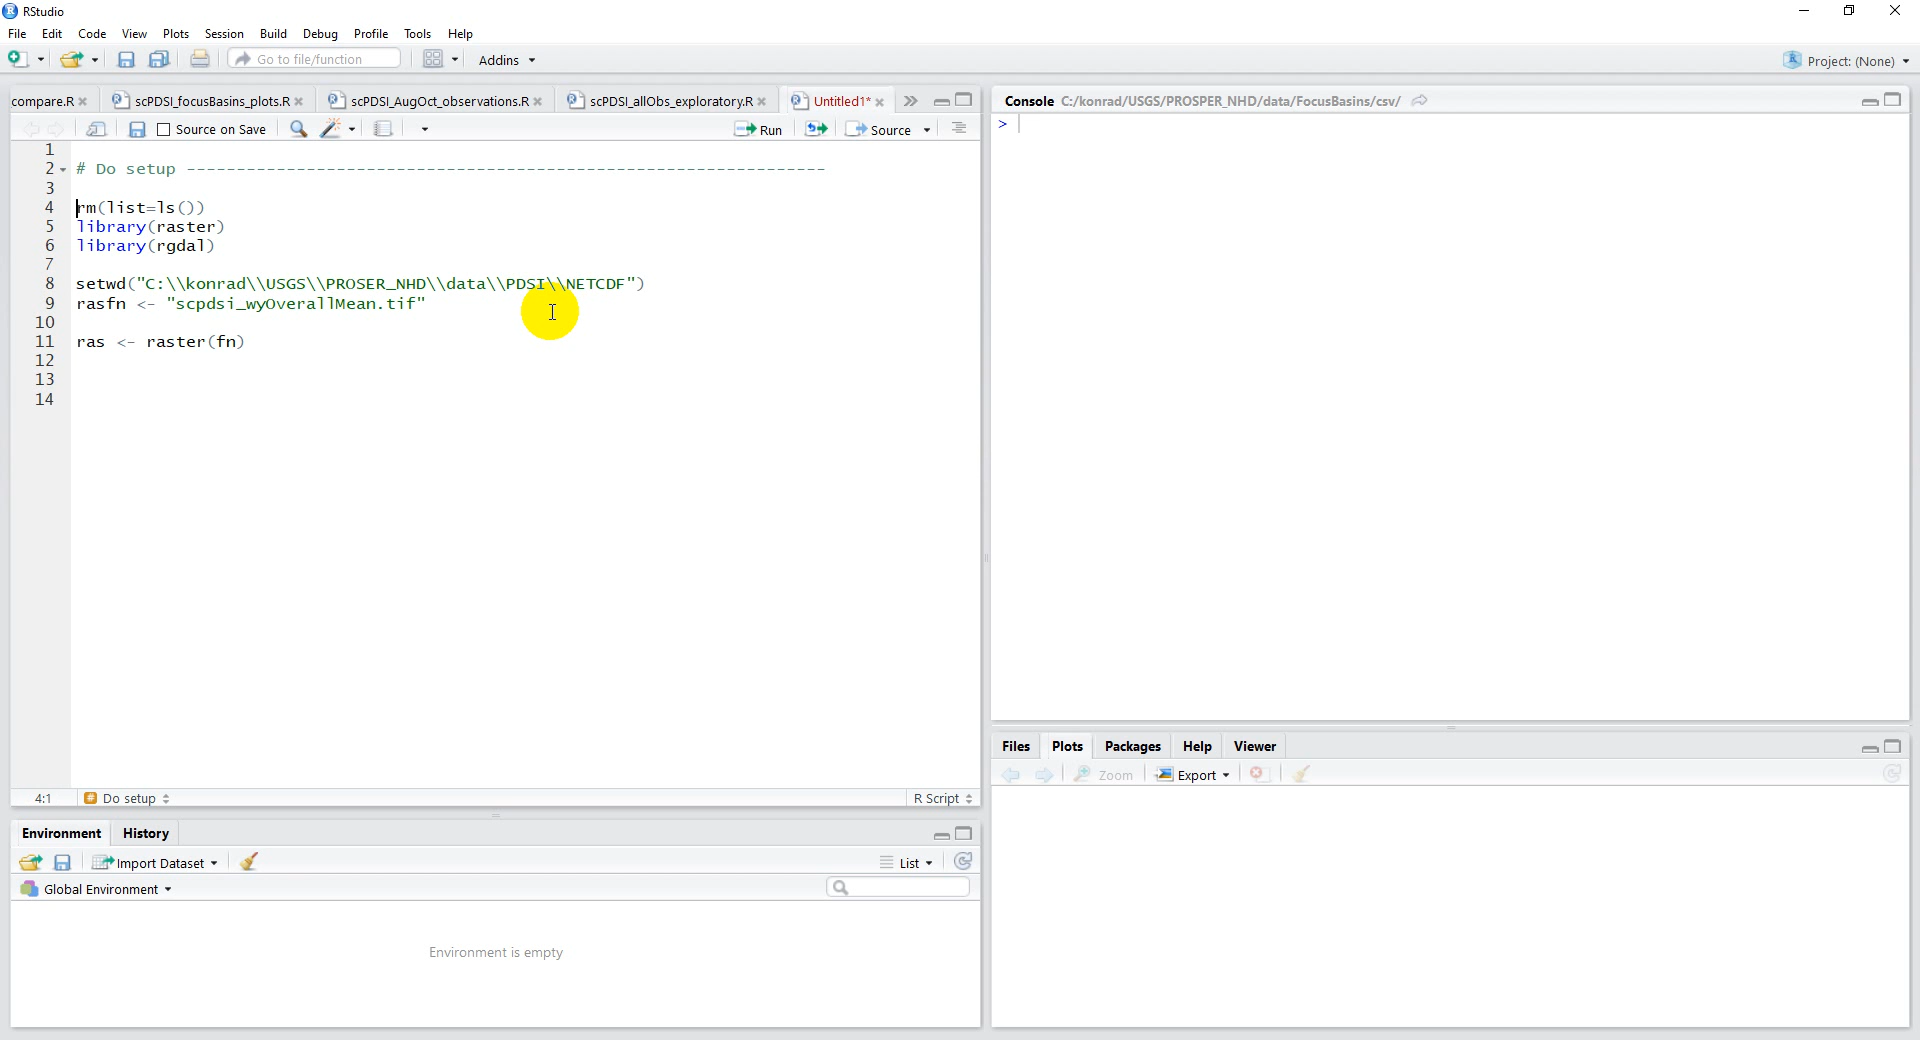 RStudio
File Edit Code View Plots Session Build Debug Profile Tools Help
Go to file/function Addins Project: (None)
compare.R scPDSI_focusBasins_plots.R scPDSI_AugOct_observations.R scPDSI_allObs_exploratory.R Untitled1*
Source on Save Run Source
1
2 # Do setup ----------------------------------------------------------------
3
4 rm(list=ls())
5 library(raster)
6 library(rgdal)
7
8 setwd("C:\\konrad\\USGS\\PROSER_NHD\\data\\PDSI\\NETCDF")
9 rasfn <- "scpdsi_wyOverallMean.tif"
10
11 ras <- raster(fn)
12
13
14
4:1 Do setup R Script
Environment History
Import Dataset List
Global Environment
Environment is empty
Console C:/konrad/USGS/PROSPER_NHD/data/FocusBasins/csv/
>
Files Plots Packages Help Viewer
Zoom Export